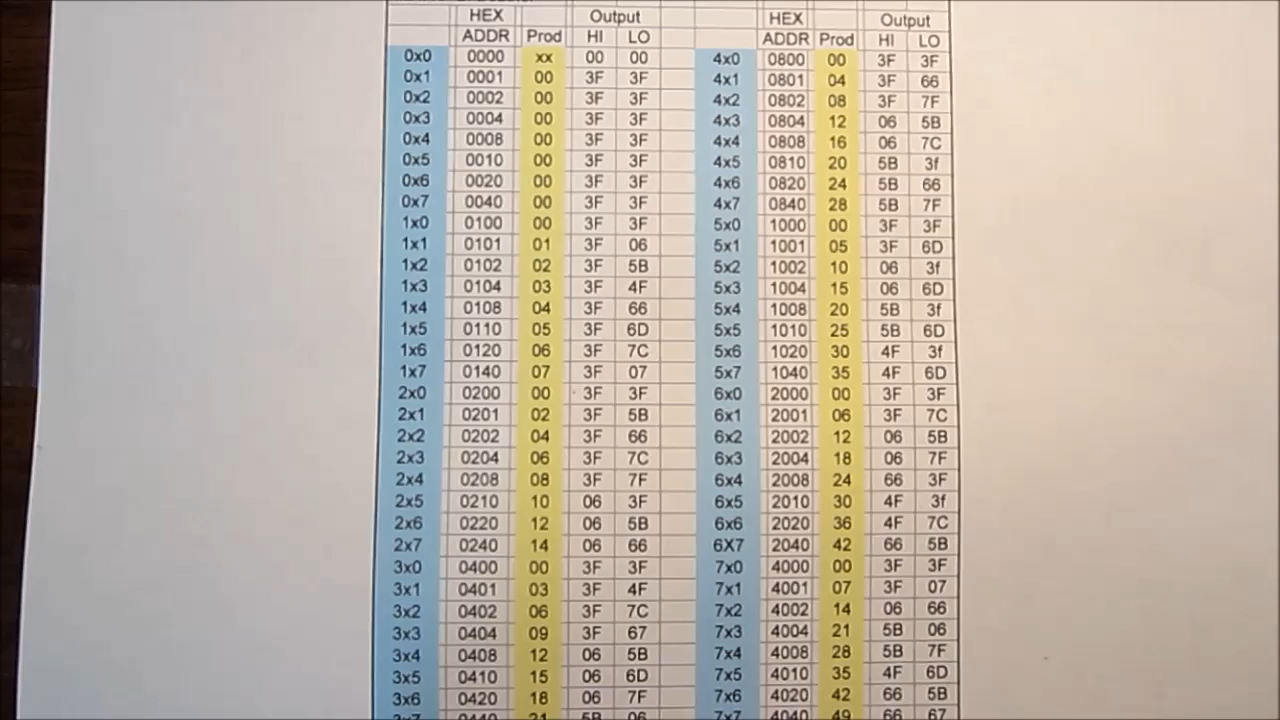 HEX Output HEX Output
ADDR Prod HI LO ADDR Prod HI LO
0x0 0000 xx 00 00 4x0 0800 00 3F 3F
0x1 0001 00 3F 3F 4x1 0801 04 3F 66
0x2 0002 00 3F 3F 4x2 0802 08 3F 7F
0x3 0004 00 3F 3F 4x3 0804 12 06 5B
0x4 0008 00 3F 3F 4x4 0808 16 06 7C
0x5 0010 00 3F 3F 4x5 0810 20 5B 3f
0x6 0020 00 3F 3F 4x6 0820 24 5B 66
0x7 0040 00 3F 3F 4x7 0840 28 5B 7F
1x0 0100 00 3F 3F 5x0 1000 00 3F 3F
1x1 0101 01 3F 06 5x1 1001 05 3F 6D
1x2 0102 02 3F 5B 5x2 1002 10 06 3f
1x3 0104 03 3F 4F 5x3 1004 15 06 6D
1x4 0108 04 3F 66 5x4 1008 20 5B 3f
1x5 0110 05 3F 6D 5x5 1010 25 5B 6D
1x6 0120 06 3F 7C 5x6 1020 30 4F 3f
1x7 0140 07 3F 07 5x7 1040 35 4F 6D
2x0 0200 00 3F 3F 6x0 2000 00 3F 3F
2x1 0201 02 3F 5B 6x1 2001 06 3F 7C
2x2 0202 04 3F 66 6x2 2002 12 06 5B
2x3 0204 06 3F 7C 6x3 2004 18 06 7F
2x4 0208 08 3F 7F 6x4 2008 24 66 3F
2x5 0210 10 06 3F 6x5 2010 30 4F 3f
2x6 0220 12 06 5B 6x6 2020 36 4F 7C
2x7 0240 14 06 66 6X7 2040 42 66 5B
3x0 0400 00 3F 3F 7x0 4000 00 3F 3F
3x1 0401 03 3F 4F 7x1 4001 07 3F 07
3x2 0402 06 3F 7C 7x2 4002 14 06 66
3x3 0404 09 3F 67 7x3 4004 21 5B 06
3x4 0408 12 06 5B 7x4 4008 28 5B 7F
3x5 0410 15 06 6D 7x5 4010 35 4F 6D
3x6 0420 18 06 7F 7x6 4020 42 66 5B
3x7 0440 21 5B 06 7x7 4040 49 66 67